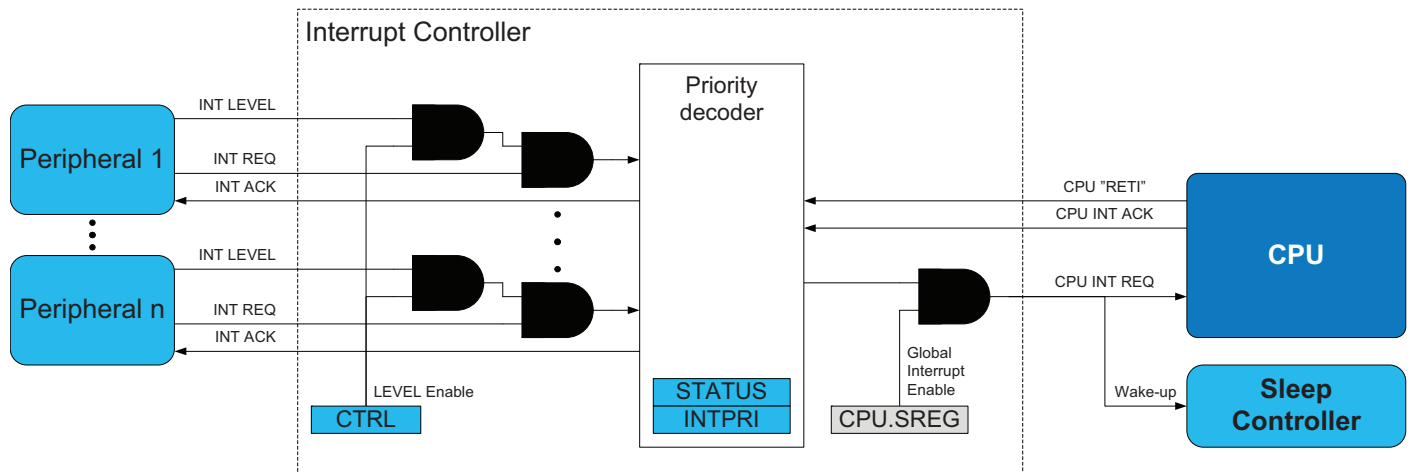 Interrupt Controller
INT LEVEL
Peripheral 1
INT REQ
INT ACK
Priority
decoder
CPU "RETI"
CPU INT ACK
CPU
INT LEVEL
Peripheral n
INT REQ
INT ACK
CPU INT REQ
Global
Interrupt
Enable
LEVEL Enable
CTRL
STATUS
INTPRI
CPU.SREG
Wake-up
Sleep
Controller